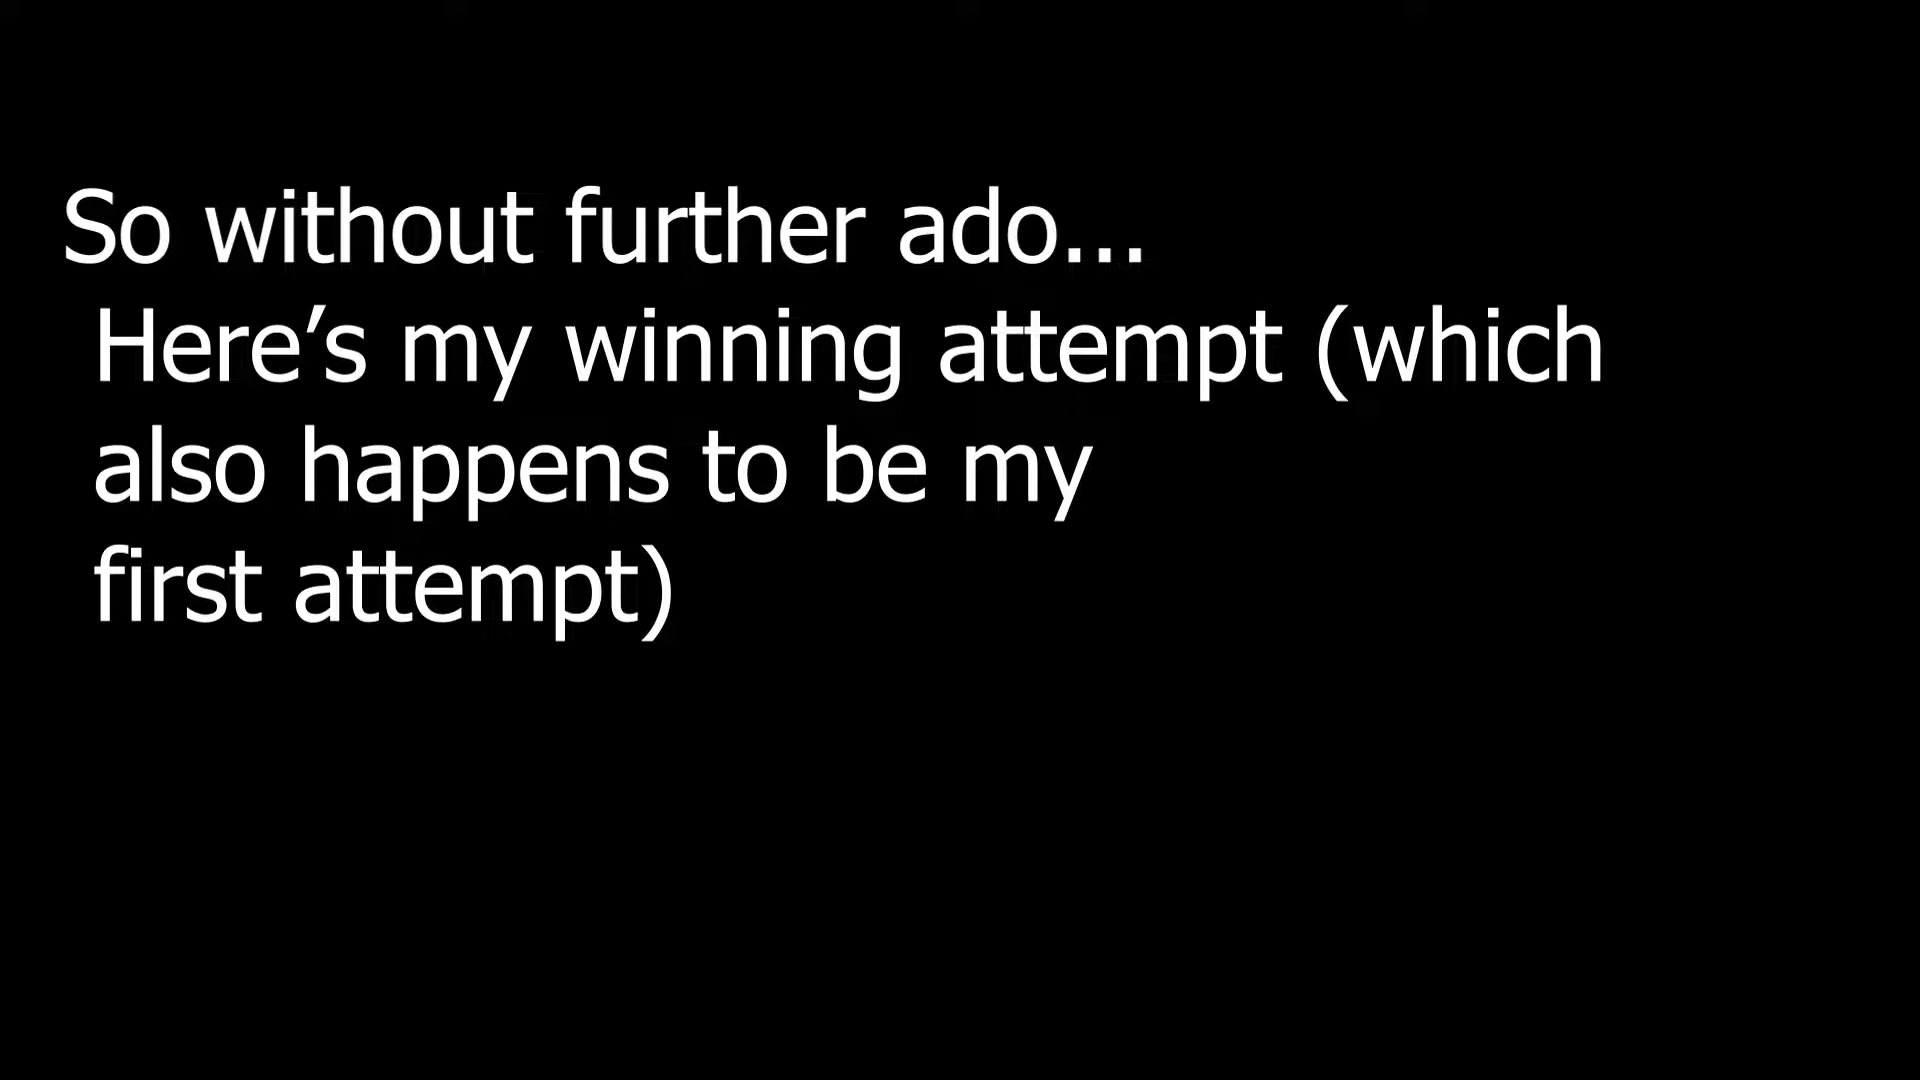 So without further ado...
Here’s my winning attempt (which
also happens to be my
first attempt)